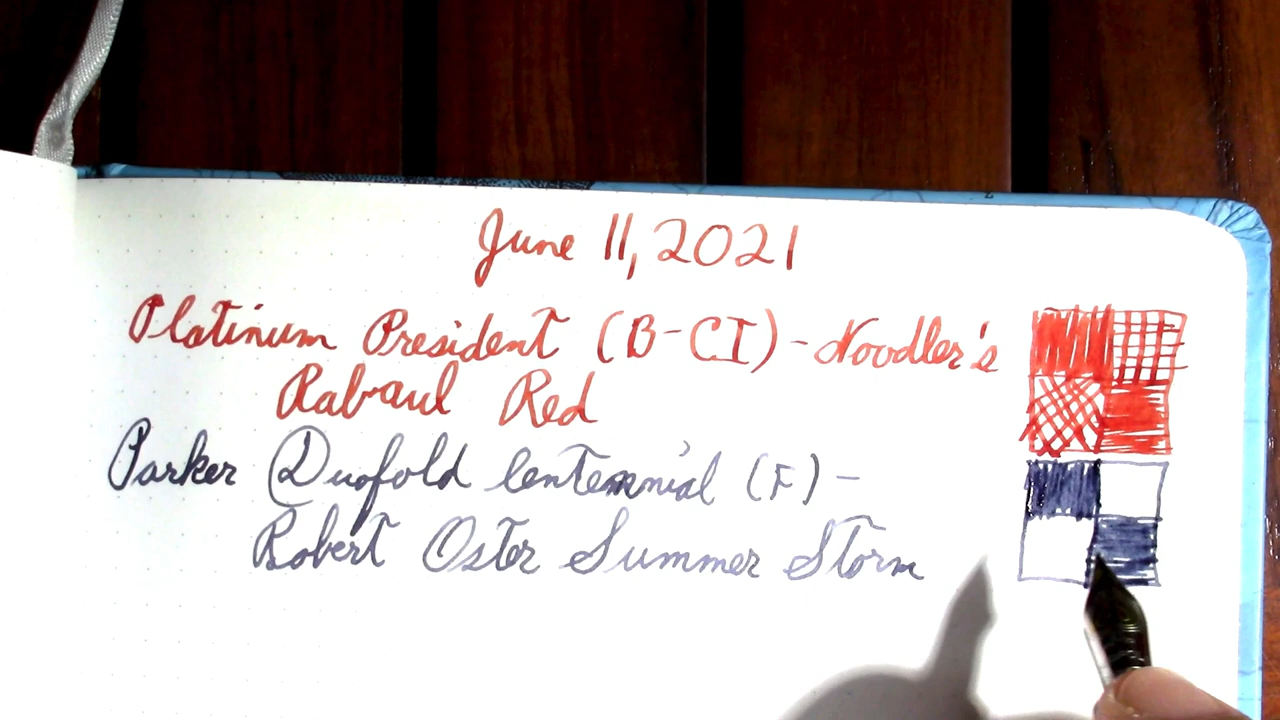 June 11, 2021
Platinum President (B-CI) - Noodler's
Rabaul Red
Parker Duofold Centennial (F) -
Robert Oster Summer Storm